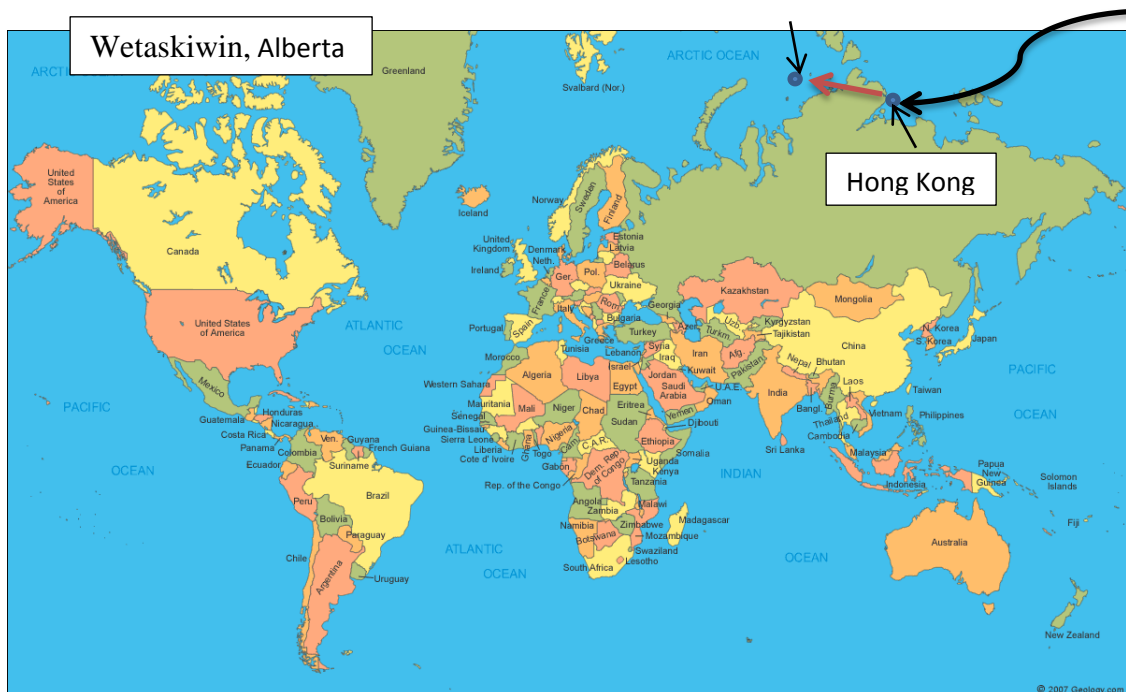 Wetaskiwin, Alberta
ARCTIC OCEAN
ARC
Greenland
Svalbard (Nor.)
Hong Kong
United
States
of
America
Canada
Iceland
Norway
Sweden
Finland
United
Kingdom
Ireland
Denmark
Neth.
Estonia
Latvia
Belarus
Ger.
Pol.
Ukraine
France
Rom.
Kazakhstan
Mongolia
United States
of America
ATLANTIC
OCEAN
Portugal
Spain
Italy
Bulgaria
Greece
Georgia
Azer.
Turkey
Uzb.
Turkm.
Kyrgyzstan
Tajikistan
China
N. Korea
S. Korea
Japan
Morocco
Tunisia
Lebanon
Syria
Iraq
Iran
Afg.
Pakistan
Nepal
Bhutan
Israel
Jordan
Kuwait
Western Sahara
Algeria
Libya
Egypt
Saudi
Arabia
U.A.E.
Oman
India
Bangl.
Burma
Laos
Taiwan
PACIFIC
OCEAN
Mexico
PACIFIC
OCEAN
Mauritania
Mali
Niger
Chad
Sudan
Eritrea
Yemen
Djibouti
Thailand
Vietnam
Cambodia
Philippines
Guatemala
Honduras
Nicaragua
Costa Rica
Panama
Senegal
Guinea-Bissau
Sierra Leone
Liberia
Cote d' Ivoire
Ghana
Togo
Nigeria
Cam.
C.A.R.
Ethiopia
Somalia
Sri Lanka
Malaysia
Ven.
Guyana
French Guiana
Suriname
Colombia
Ecuador
Gabon
Rep. of the Congo
Dem. Rep.
of Congo
Uganda
Kenya
Tanzania
INDIAN
OCEAN
Indonesia
Papua
New
Guinea
Solomon
Islands
Peru
Brazil
Bolivia
Angola
Zambia
Malawi
Madagascar
Fiji
Paraguay
Chile
Argentina
Uruguay
ATLANTIC
OCEAN
Namibia
Botswana
Zimbabwe
Mozambique
Swaziland
Lesotho
South Africa
Australia
New Zealand
© 2007 Geology.com